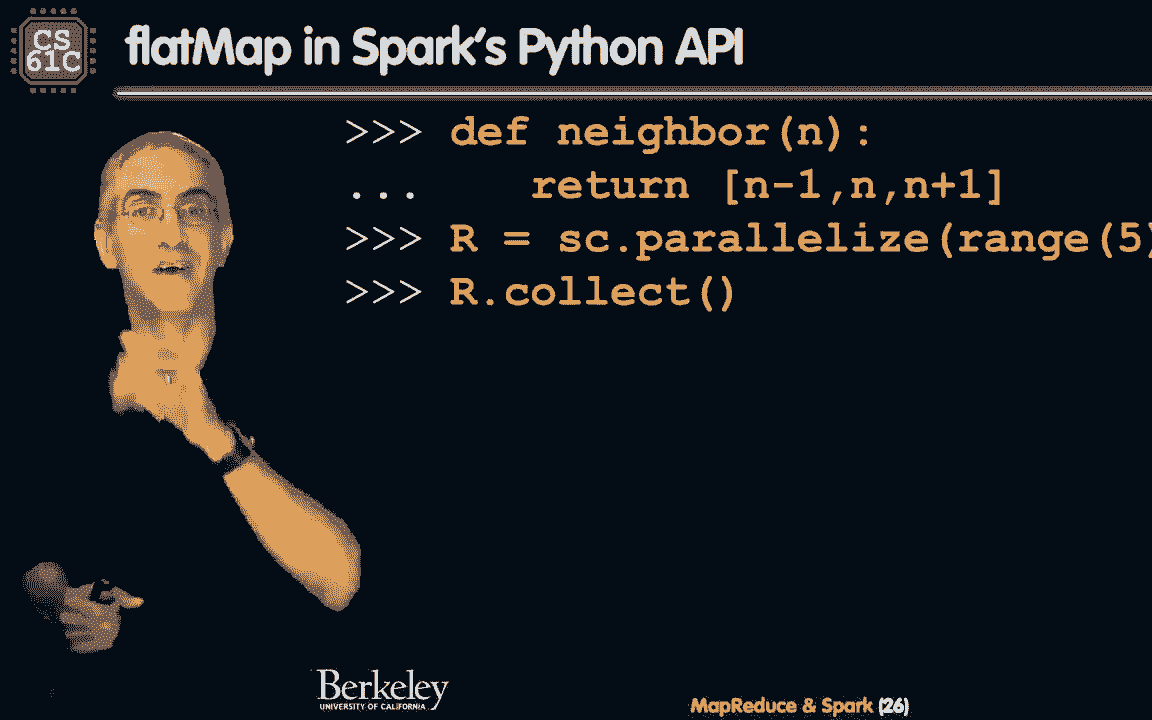 CS
61C
flatMap in Spark's Python API
>>> def neighbor(n):
... return [n-1,n,n+1]
>>> R = sc.parallelize(range(5)
>>> R.collect()
Berkeley
UNIVERSITY OF CALIFORNIA
MapReduce & Spark (26)